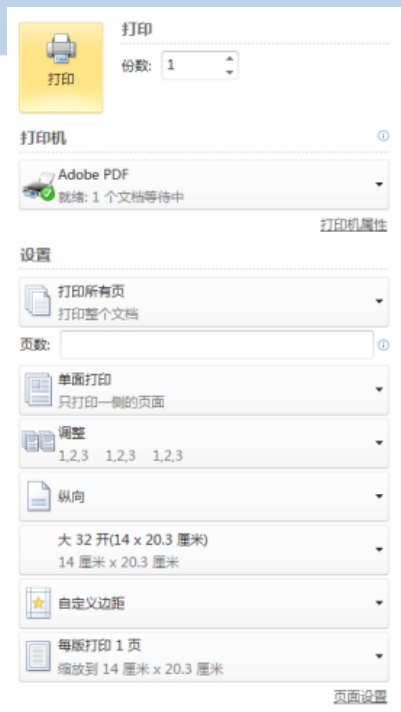 打印
打印
份数: 1
打印机
Adobe PDF
就绪: 1 个文档等待中
打印机属性
设置
打印所有页
打印整个文档
页数:
单面打印
只打印一侧的页面
调整
1,2,3 1,2,3 1,2,3
纵向
大 32 开(14 x 20.3 厘米)
14 厘米 x 20.3 厘米
自定义边距
每版打印 1 页
缩放到 14 厘米 x 20.3 厘米
页面设置